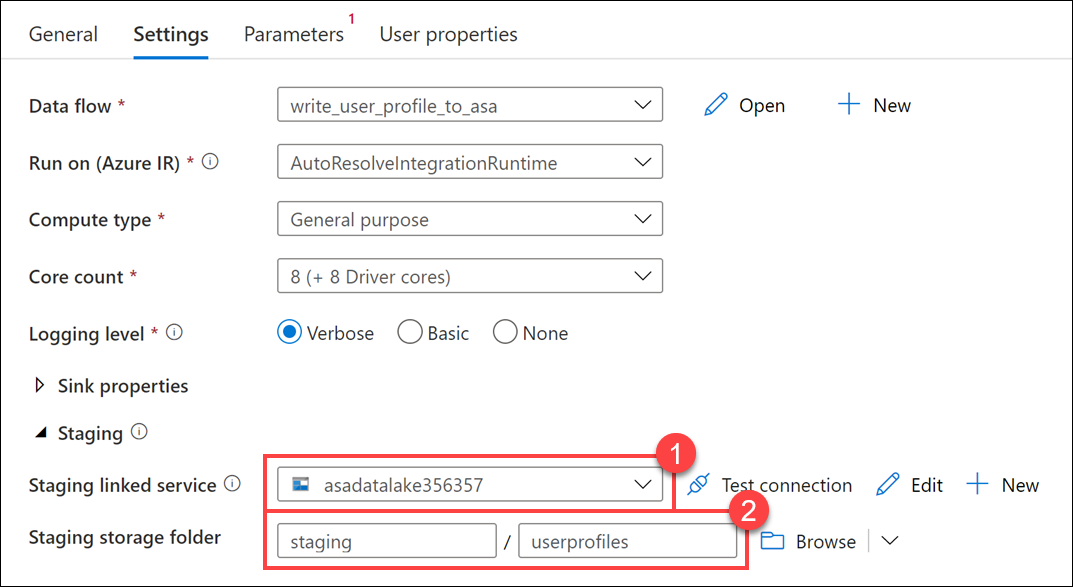 General Settings Parameters 1 User properties
Data flow * write_user_profile_to_asa Open New
Run on (Azure IR) * AutoResolveIntegrationRuntime
Compute type * General purpose
Core count * 8 (+ 8 Driver cores)
Logging level * Verbose Basic None
Sink properties
Staging
1
Staging linked service asadatalake356357 Test connection Edit New
2
Staging storage folder staging / userprofiles Browse